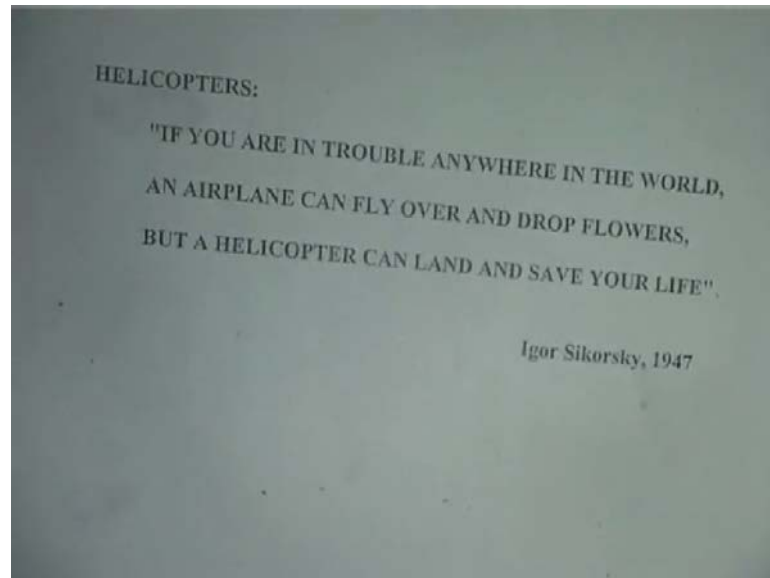 HELICOPTERS:
"IF YOU ARE IN TROUBLE ANYWHERE IN THE WORLD,
AN AIRPLANE CAN FLY OVER AND DROP FLOWERS,
BUT A HELICOPTER CAN LAND AND SAVE YOUR LIFE".
Igor Sikorsky, 1947